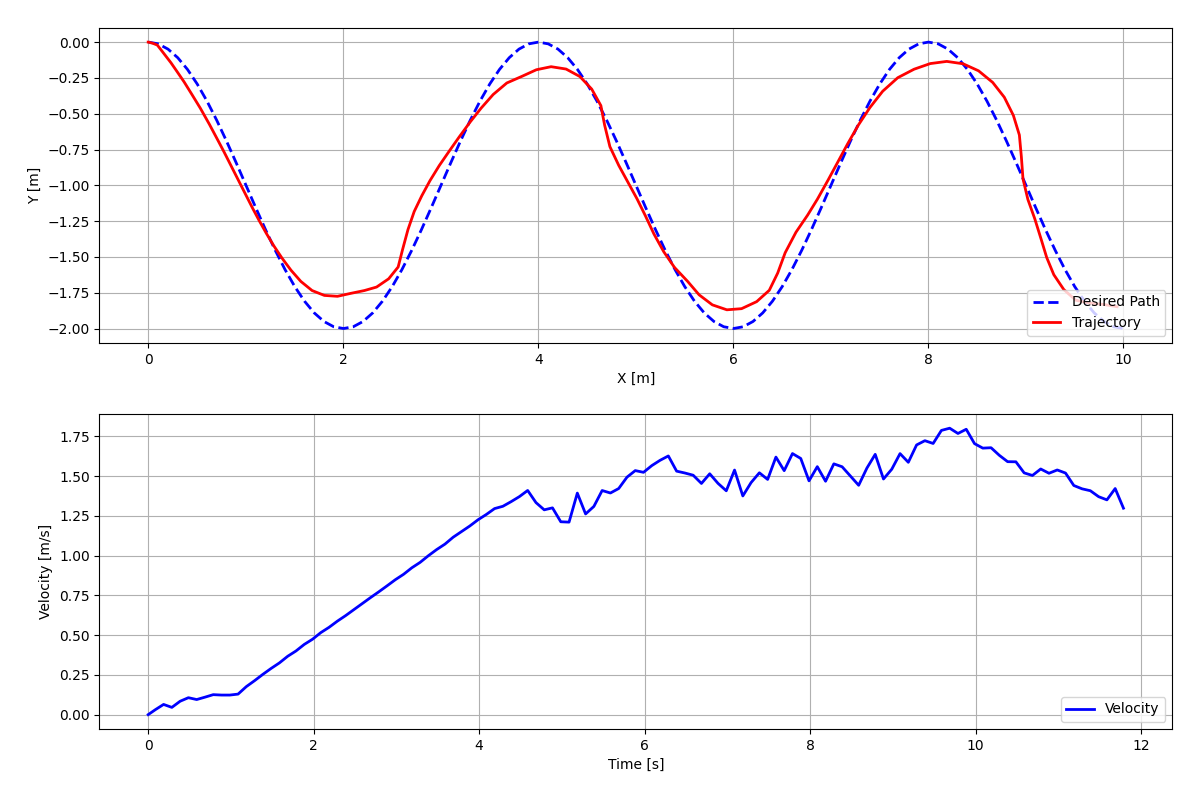 0.00
−0.25
−0.50
−0.75
−1.00
−1.25
−1.50
−1.75
−2.00
Y [m]
Desired Path
Trajectory
0 2 4 6 8 10
X [m]
1.75
1.50
1.25
1.00
0.75
0.50
0.25
0.00
Velocity [m/s]
Velocity
0 2 4 6 8 10 12
Time [s]